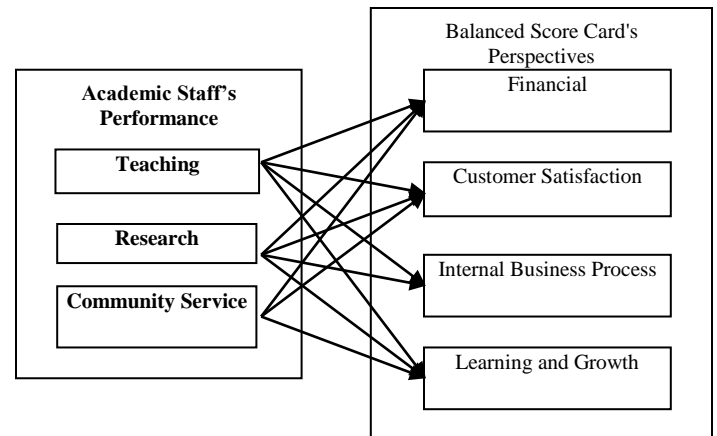 Academic Staff’s
Performance
Teaching
Research
Community Service
Balanced Score Card's
Perspectives
Financial
Customer Satisfaction
Internal Business Process
Learning and Growth